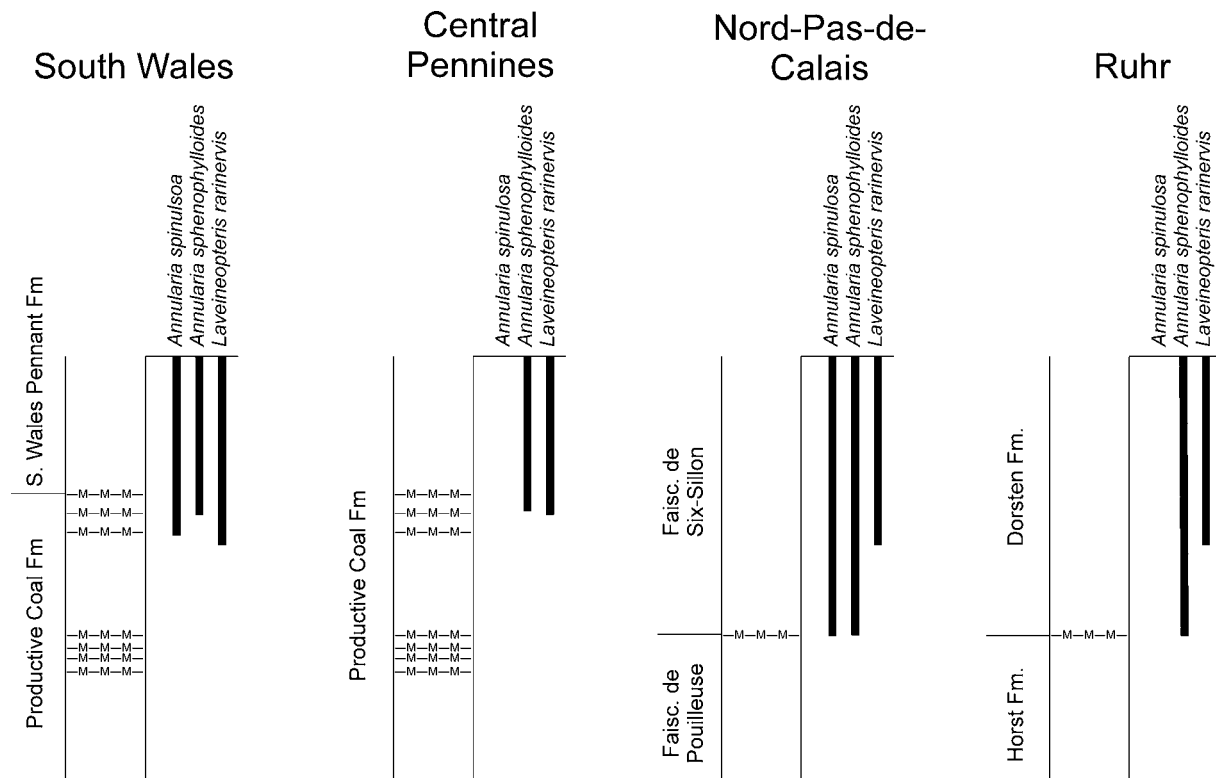 South Wales
Annularia spinulsoa
Annularia sphenophylloides
Laveineopteris rarinervis
S. Wales Pennant Fm
Productive Coal Fm
M M M
M M M
M M M
M M M
M M M
M M M
M M M
Central
Pennines
Annularia spinulosa
Annularia sphenophylloides
Laveineopteris rarinervis
Productive Coal Fm
M M M
M M M
M M M
M M M
M M M
M M M
M M M
Nord-Pas-de-
Calais
Annularia spinulosa
Annularia sphenophylloides
Laveineopteris rarinervis
Faisc. de
Six-Sillon
M M M
Faisc. de
Pouilleuse
Ruhr
Annularia spinulosa
Annularia sphenophylloides
Laveineopteris rarinervis
Dorsten Fm.
M M M
Horst Fm.